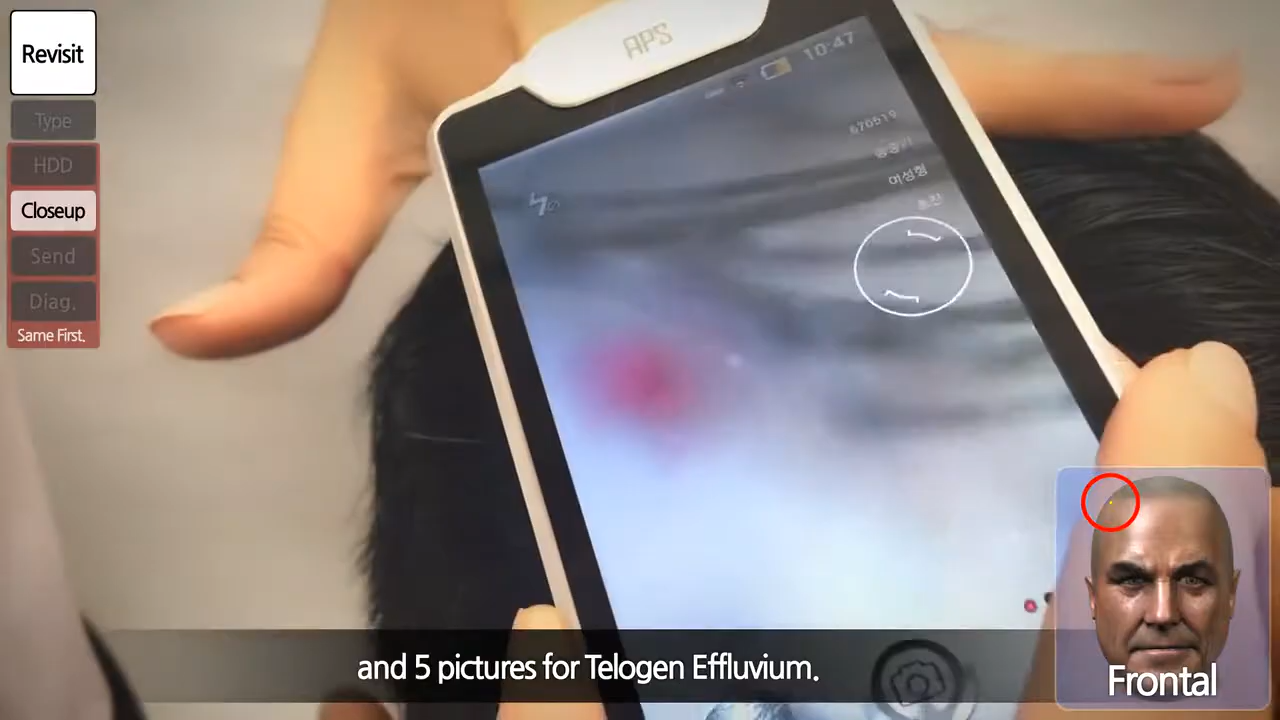 Revisit
Type
HDD
Closeup
Send
Diag.
Same First.
APS
10:47
670519
여성형
and 5 pictures for Telogen Effluvium.
Frontal